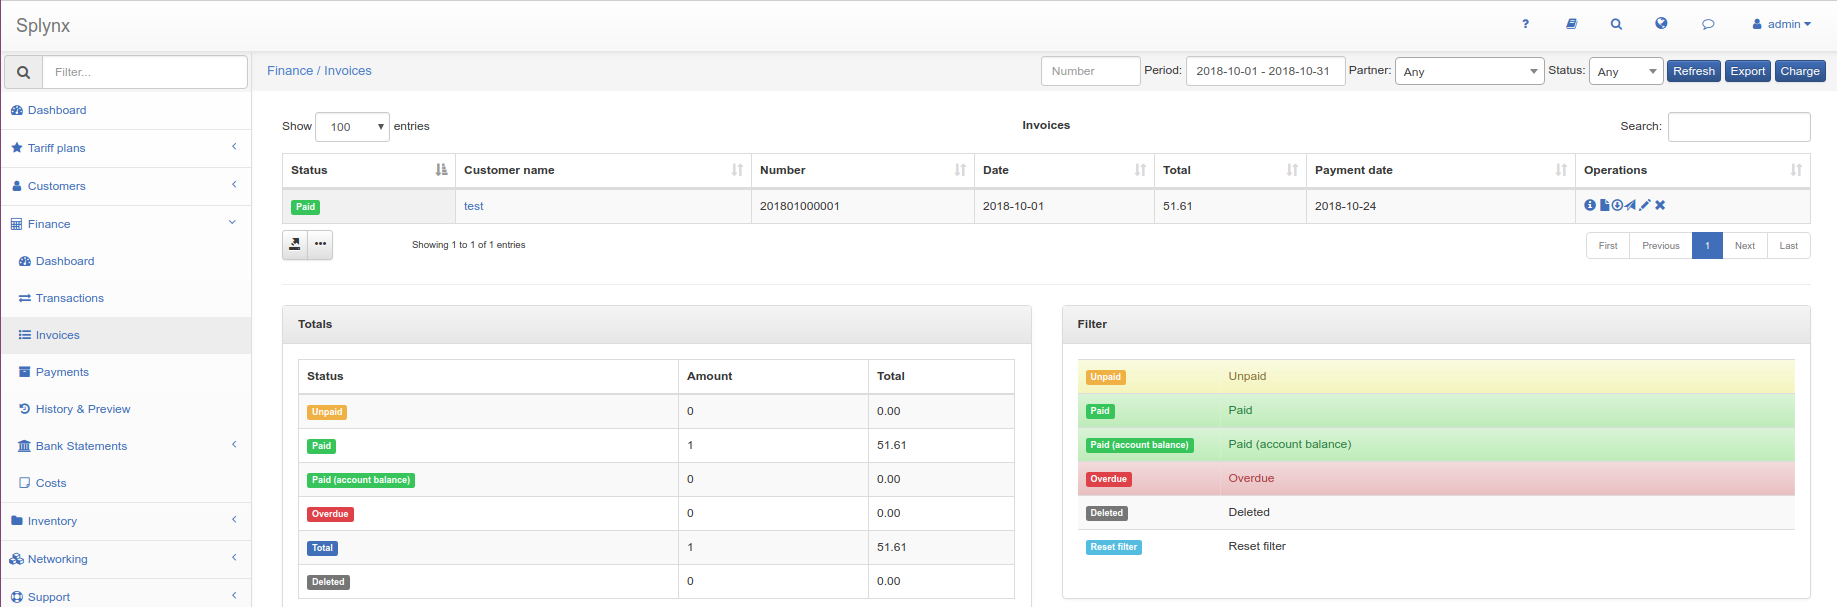 Splynx
? admin
Filter...
Finance / Invoices
Number Period: 2018-10-01 - 2018-10-31 Partner: Any Status: Any Refresh Export Charge
Dashboard
Tariff plans
Customers
Finance
Dashboard
Transactions
Invoices
Payments
History & Preview
Bank Statements
Costs
Inventory
Networking
Support
Show 100 entries
Invoices
Search:
Status Customer name Number Date Total Payment date Operations
Paid test 201801000001 2018-10-01 51.61 2018-10-24
Showing 1 to 1 of 1 entries
First Previous 1 Next Last
Totals
Status Amount Total
Unpaid 0 0.00
Paid 1 51.61
Paid (account balance) 0 0.00
Overdue 0 0.00
Total 1 51.61
Deleted 0 0.00
Filter
Unpaid Unpaid
Paid Paid
Paid (account balance) Paid (account balance)
Overdue Overdue
Deleted Deleted
Reset filter Reset filter